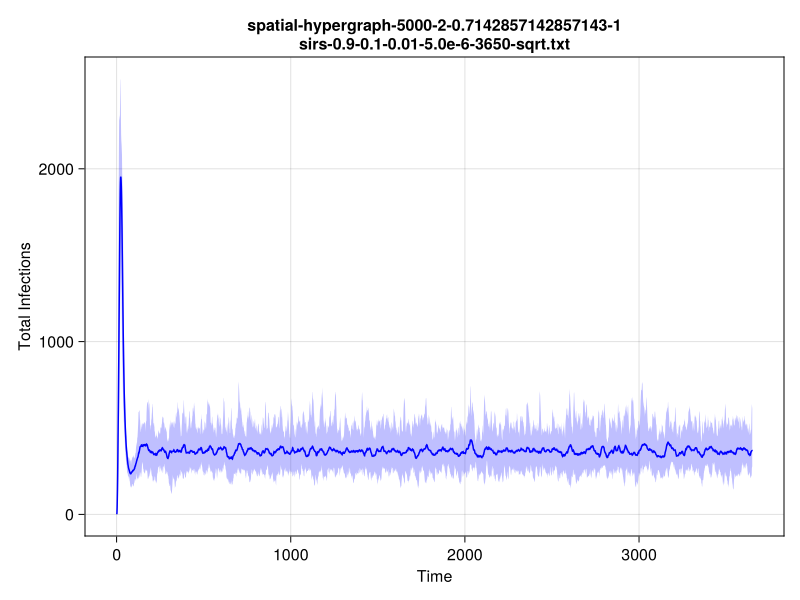 spatial-hypergraph-5000-2-0.7142857142857143-1
sirs-0.9-0.1-0.01-5.0e-6-3650-sqrt.txt
2000
1000
0
Total Infections
0
1000
2000
3000
Time